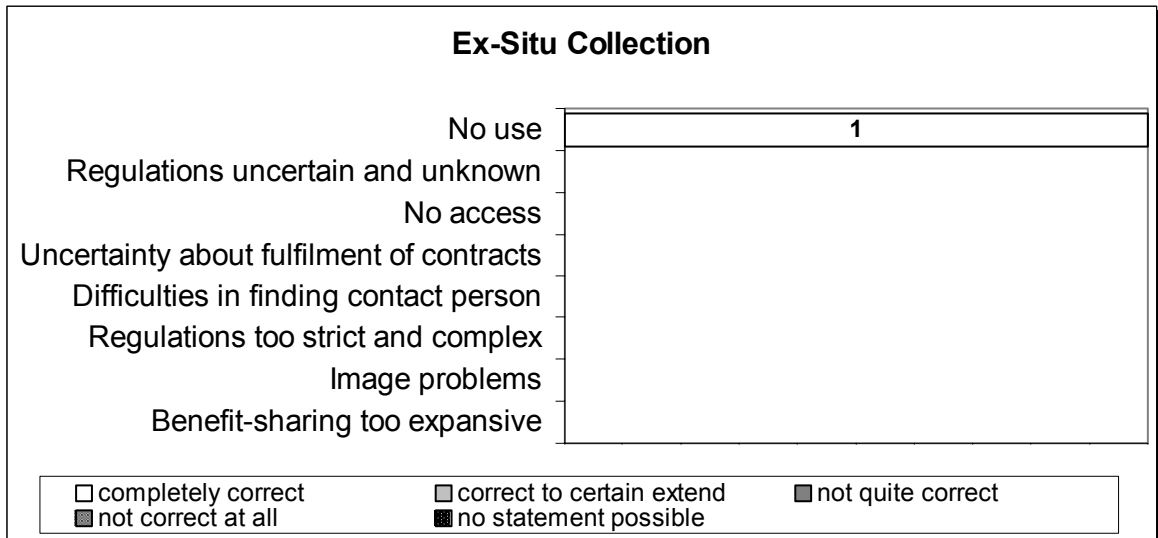 Ex-Situ Collection
No use
1
Regulations uncertain and unknown
No access
Uncertainty about fulfilment of contracts
Difficulties in finding contact person
Regulations too strict and complex
Image problems
Benefit-sharing too expansive
completely correct correct to certain extend not quite correct
not correct at all no statement possible